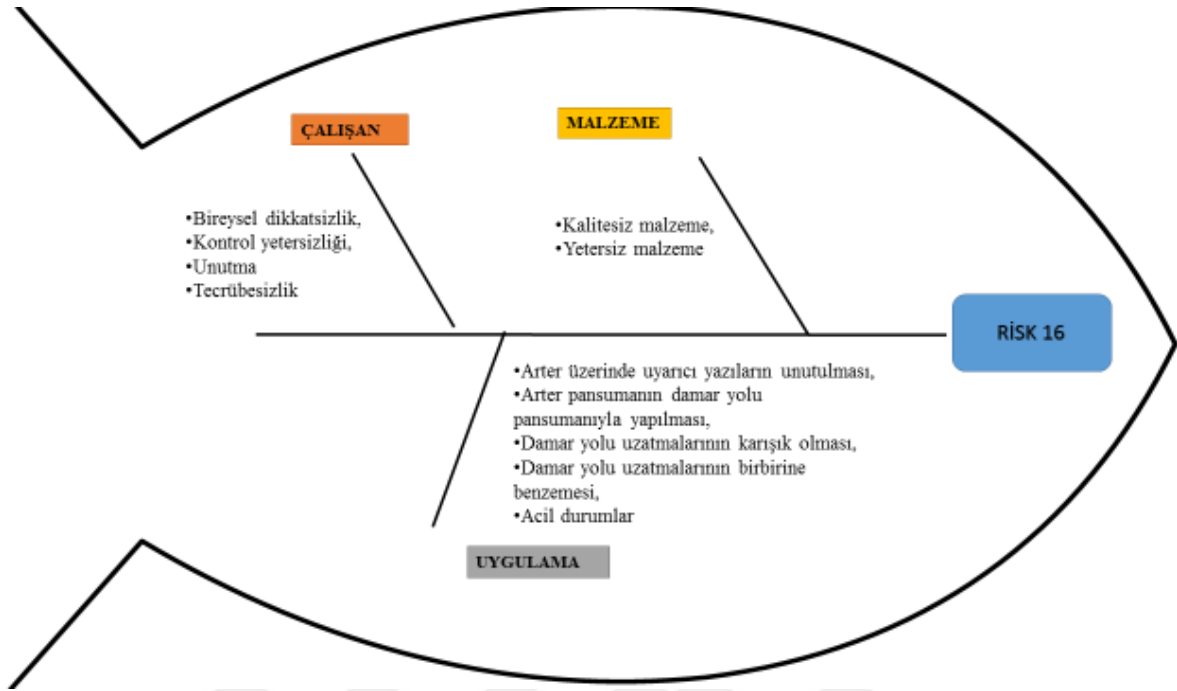 ÇALIŞAN
•Bireysel dikkatsizlik,
•Kontrol yetersizliği,
•Unutma
•Tecrübesizlik
MALZEME
•Kalitesiz malzeme,
•Yetersiz malzeme
RİSK 16
•Arter üzerinde uyarıcı yazıların unutulması,
•Arter pansumanın damar yolu
pansumanıyla yapılması,
•Damar yolu uzatmalarının karışık olması,
•Damar yolu uzatmalarının birbirine
benzemesi,
•Acil durumlar
UYGULAMA